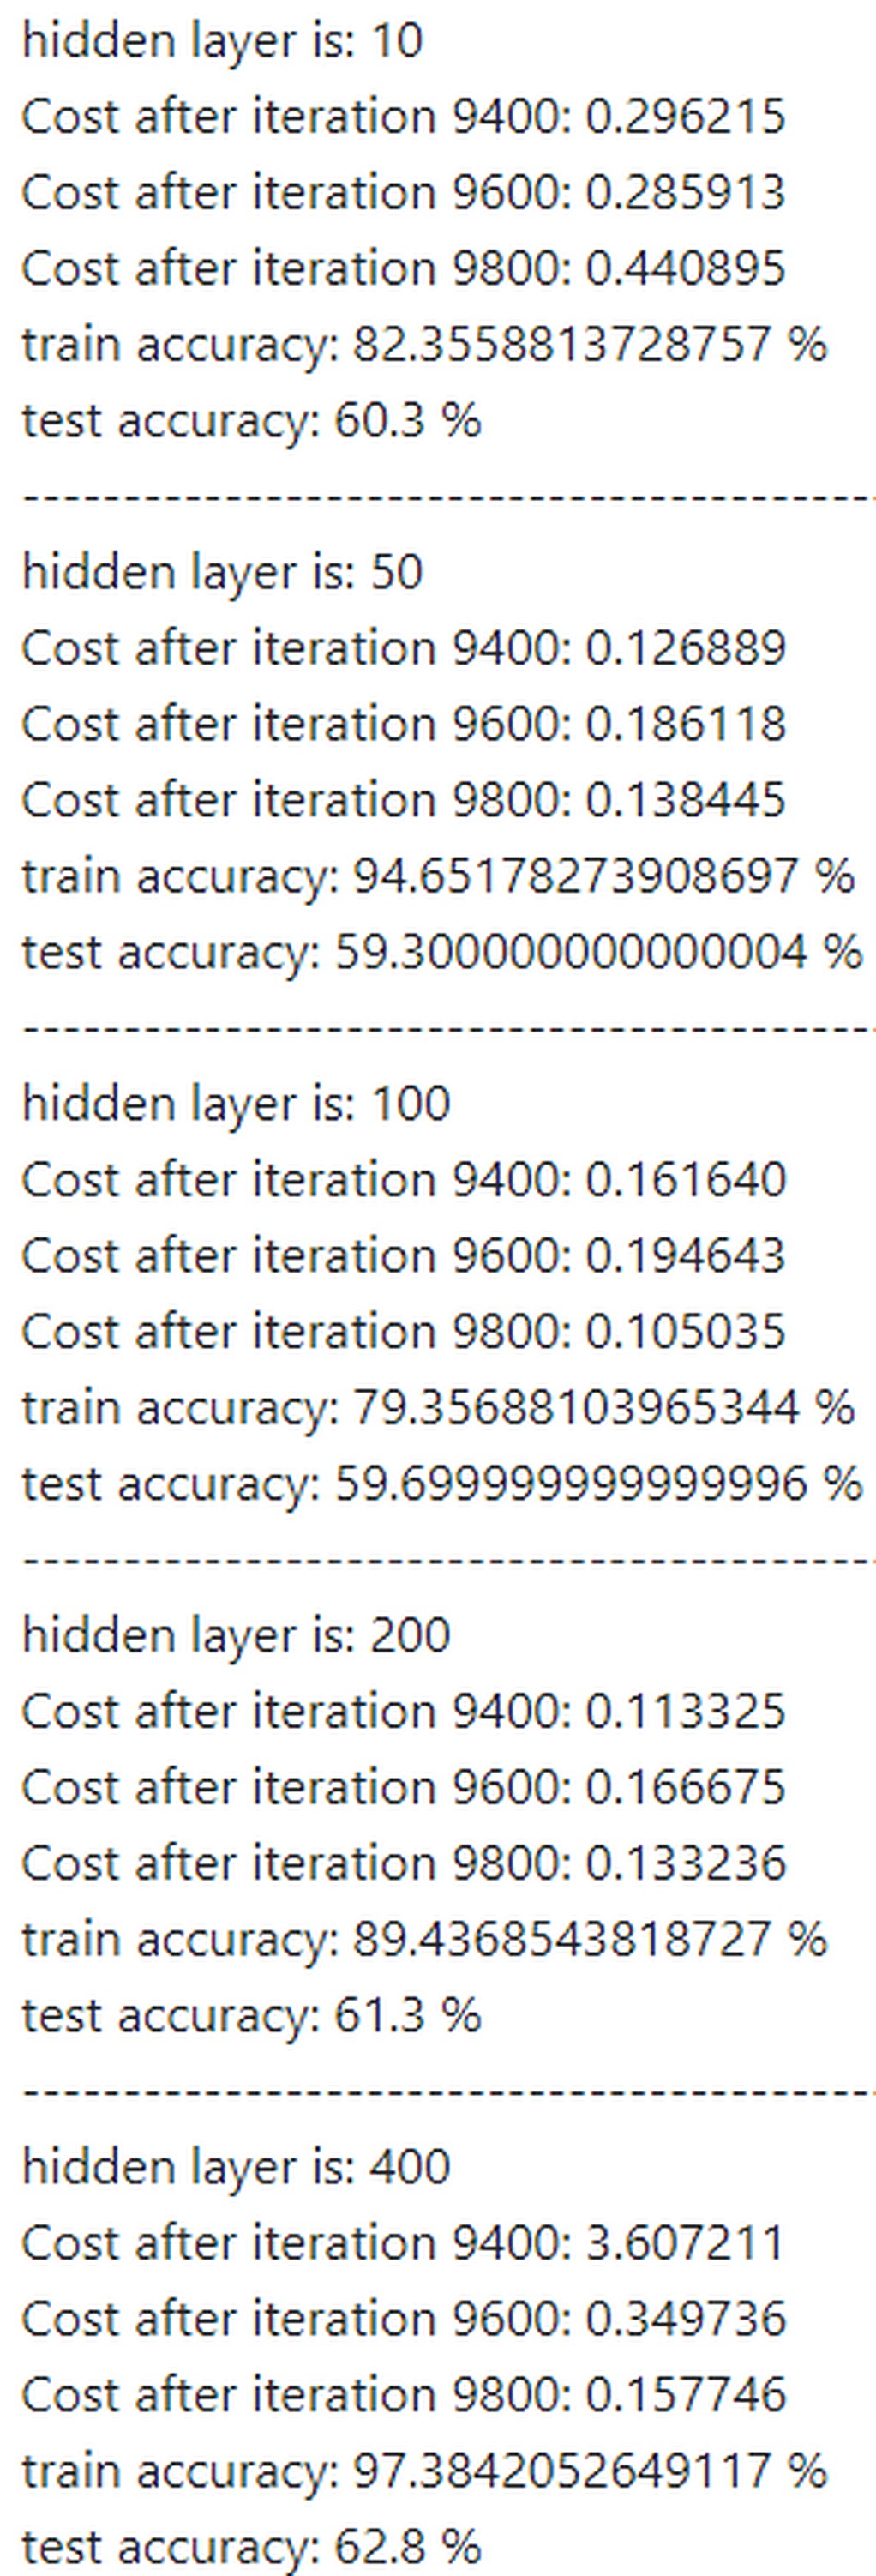 hidden layer is: 10
Cost after iteration 9400: 0.296215
Cost after iteration 9600: 0.285913
Cost after iteration 9800: 0.440895
train accuracy: 82.3558813728757 %
test accuracy: 60.3 %
-------------------------------------------
hidden layer is: 50
Cost after iteration 9400: 0.126889
Cost after iteration 9600: 0.186118
Cost after iteration 9800: 0.138445
train accuracy: 94.65178273908697 %
test accuracy: 59.300000000000004 %
-------------------------------------------
hidden layer is: 100
Cost after iteration 9400: 0.161640
Cost after iteration 9600: 0.194643
Cost after iteration 9800: 0.105035
train accuracy: 79.35688103965344 %
test accuracy: 59.699999999999996 %
-------------------------------------------
hidden layer is: 200
Cost after iteration 9400: 0.113325
Cost after iteration 9600: 0.166675
Cost after iteration 9800: 0.133236
train accuracy: 89.4368543818727 %
test accuracy: 61.3 %
-------------------------------------------
hidden layer is: 400
Cost after iteration 9400: 3.607211
Cost after iteration 9600: 0.349736
Cost after iteration 9800: 0.157746
train accuracy: 97.3842052649117 %
test accuracy: 62.8 %